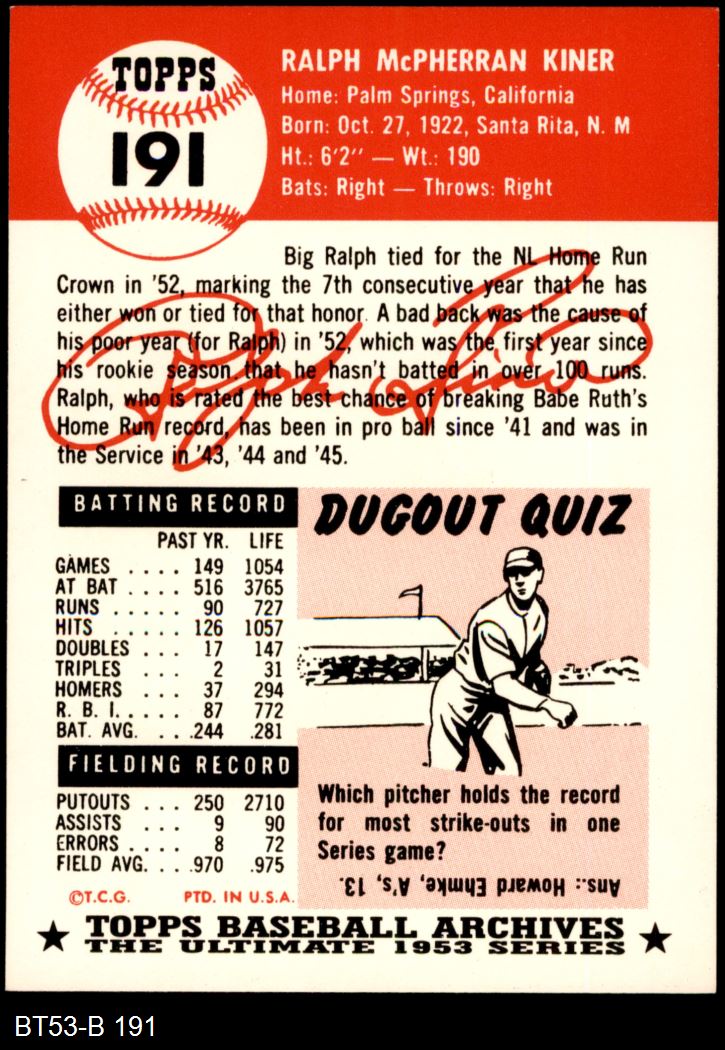 TOPPS
191
RALPH McPHERRAN KINER
Home: Palm Springs, California
Born: Oct. 27, 1922, Santa Rita, N. M
Ht.: 6'2'' — Wt.: 190
Bats: Right — Throws: Right
Big Ralph tied for the NL Home Run
Crown in '52, marking the 7th consecutive year that he has
either won or tied for that honor. A bad back was the cause of
his poor year (for Ralph) in '52, which was the first year since
his rookie season that he hasn't batted in over 100 runs.
Ralph, who is rated the best chance of breaking Babe Ruth's
Home Run record, has been in pro ball since '41 and was in
the Service in '43, '44 and '45.
Ralph Kiner
BATTING RECORD
PAST YR. LIFE
GAMES . . . . 149 1054
AT BAT . . . . 516 3765
RUNS . . . . . 90 727
HITS . . . . . 126 1057
DOUBLES . . . 17 147
TRIPLES . . . 2 31
HOMERS . . . 37 294
R. B. I. . . . . . 87 772
BAT. AVG. . . .244 .281
FIELDING RECORD
PUTOUTS . . . 250 2710
ASSISTS . . . 9 90
ERRORS . . . . 8 72
FIELD AVG. . . .970 .975
©T.C.G. PTD. IN U.S.A.
DUGOUT QUIZ
Which pitcher holds the record
for most strike-outs in one
Series game?
Ans.: Howard Ehmke, A's, 13.
TOPPS BASEBALL ARCHIVES
THE ULTIMATE 1953 SERIES
BT53-B 191